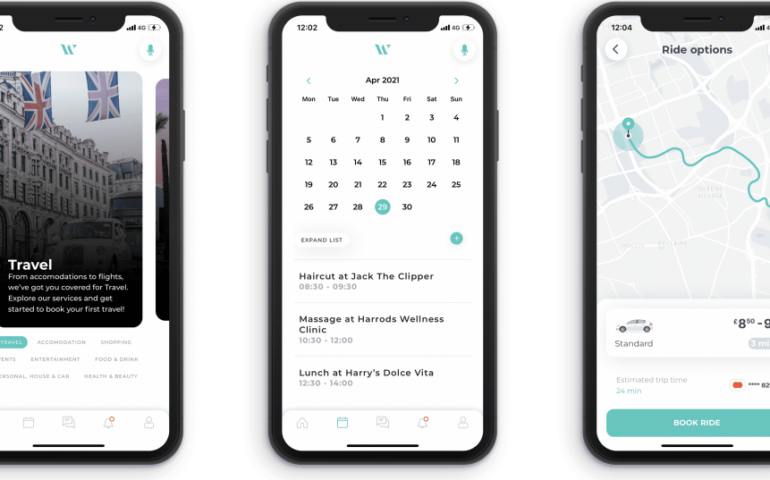 2
4G
Travel
From accomodations to flights,
we've got you covered for Travel.
Explore our services and get
started to book your first travel!
TRAVEL
ACCOMODATION
SHOPPING
ENTERTAINMENT
FOOD & DRINK
PERSONAL, HOUSE & CAR
HEALTH & BEAUTY
12:02
4G
Apr 2021
Mon Tue Wed Thu Fri Sat Sun
1 2 3 4
5 6 7 8 9 10 11
12 13 14 15 16 17 18
19 20 21 22 23 24 25
26 27 28 29 30
EXPAND LIST
Haircut at Jack The Clipper
08:30 - 09:30
Massage at Harrods Wellness
Clinic
10:30 - 12:00
Lunch at Harry's Dolce Vita
12:30 - 14:00
12:04
4G
Ride options
£850 - 9
Standard
3 mi
Estimated trip time
24 min
**** 82
BOOK RIDE